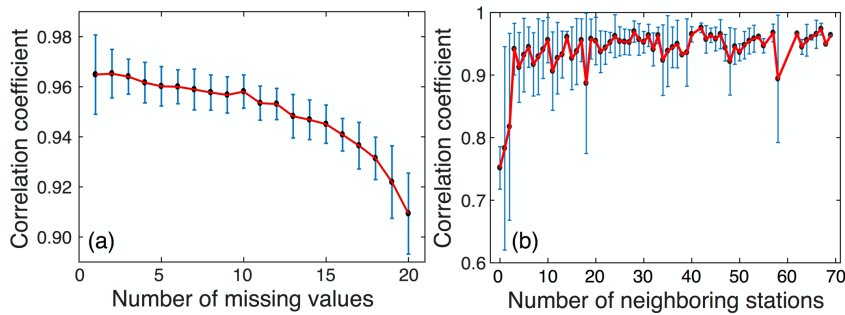 0.98
0.96
0.94
0.92
0.90
Correlation coefficient
(a)
0 5 10 15 20
Number of missing values
1
0.9
0.8
0.7
0.6
Correlation coefficient
(b)
0 10 20 30 40 50 60 70
Number of neighboring stations